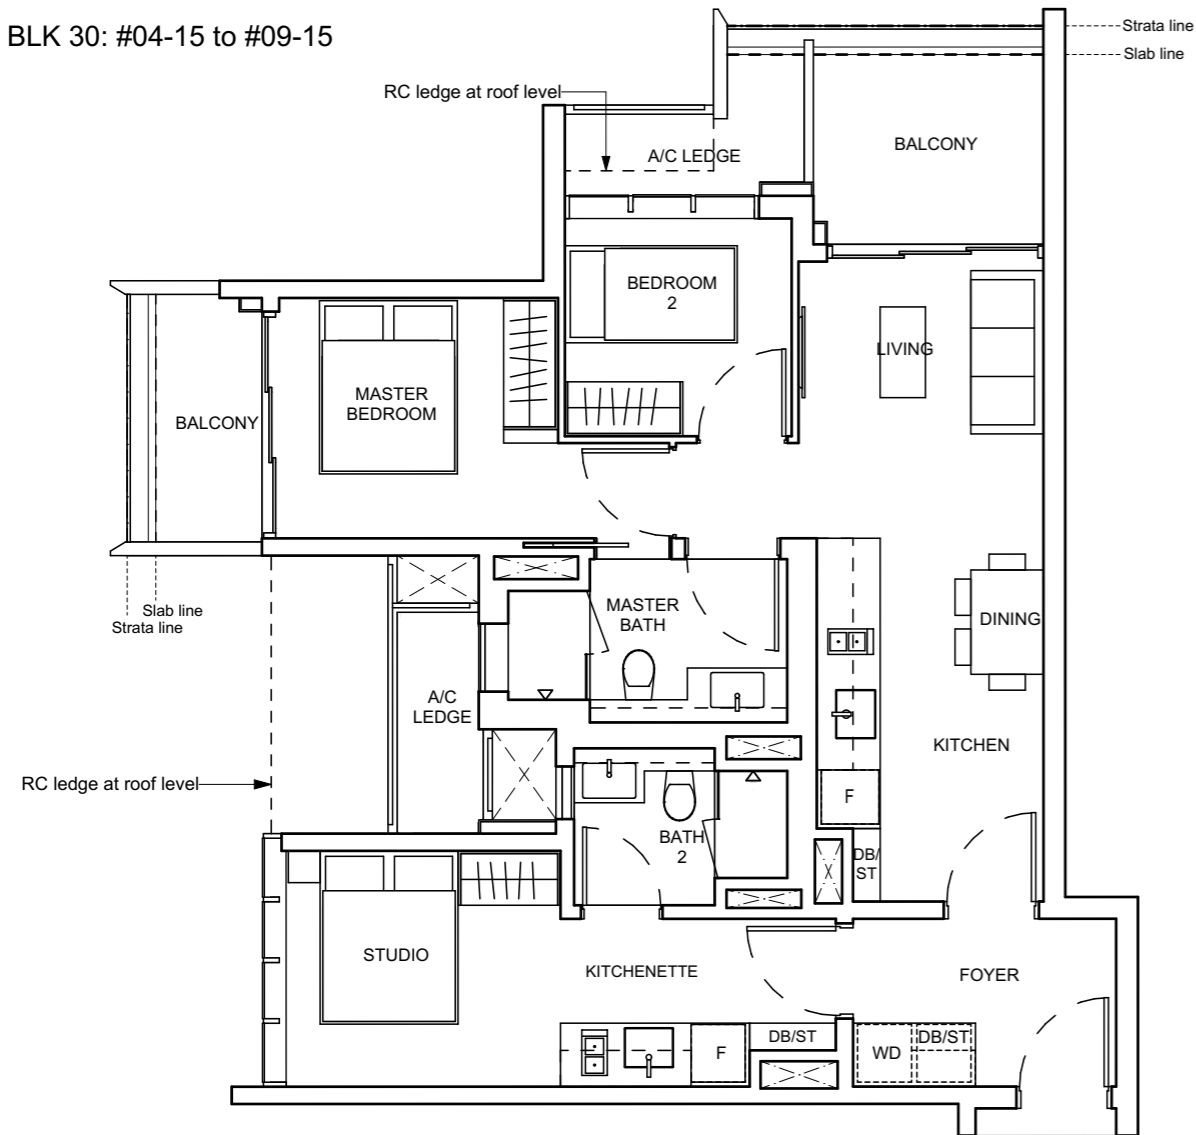 BLK 30: #04-15 to #09-15
Strata line
Slab line
RC ledge at roof level
A/C LEDGE
BALCONY
BEDROOM
2
LIVING
MASTER
BEDROOM
BALCONY
Slab line
Strata line
MASTER
BATH
DINING
A/C
LEDGE
KITCHEN
RC ledge at roof level
F
BATH
2
DB/
ST
STUDIO
KITCHENETTE
FOYER
F
DB/ST
WD
DB/ST